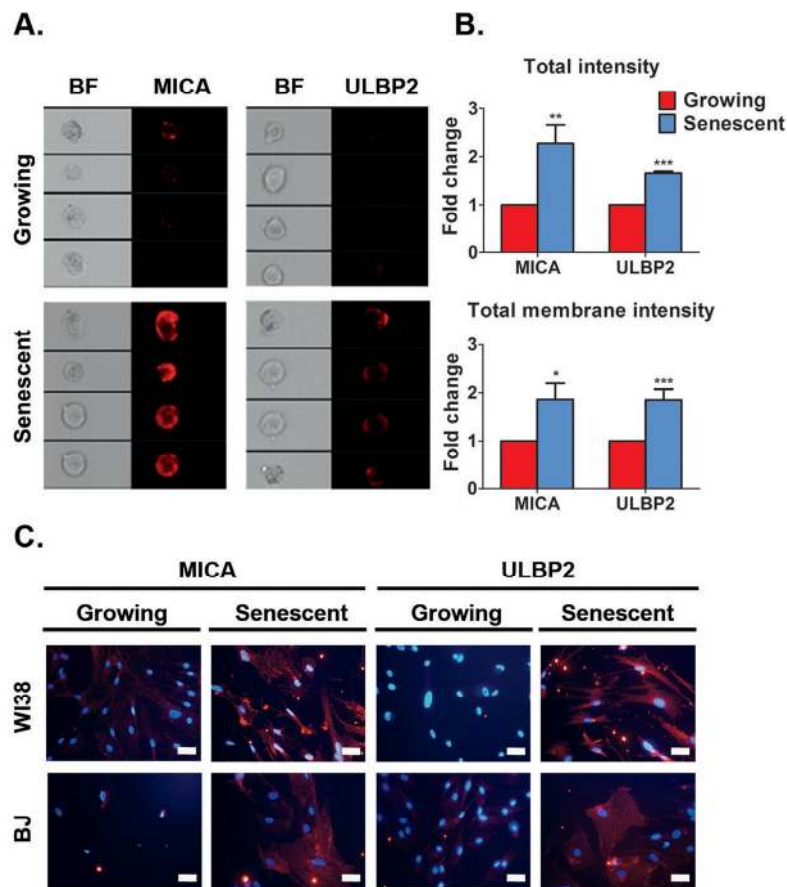 A.
BF MICA BF ULBP2
Growing
Senescent
B.
Total intensity
Growing
Senescent
Fold change
3
2
1
0
**
***
MICA ULBP2
Total membrane intensity
Fold change
3
2
1
0
*
***
MICA ULBP2
C.
MICA ULBP2
Growing Senescent Growing Senescent
WI38
BJ